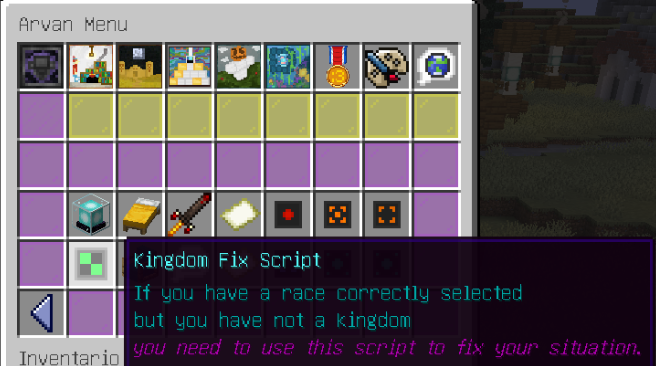 Arvan Menu
Kingdom Fix Script
If you have a race correctly selected
but you have not a kingdom
you need to use this script to fix your situation.
Inventario